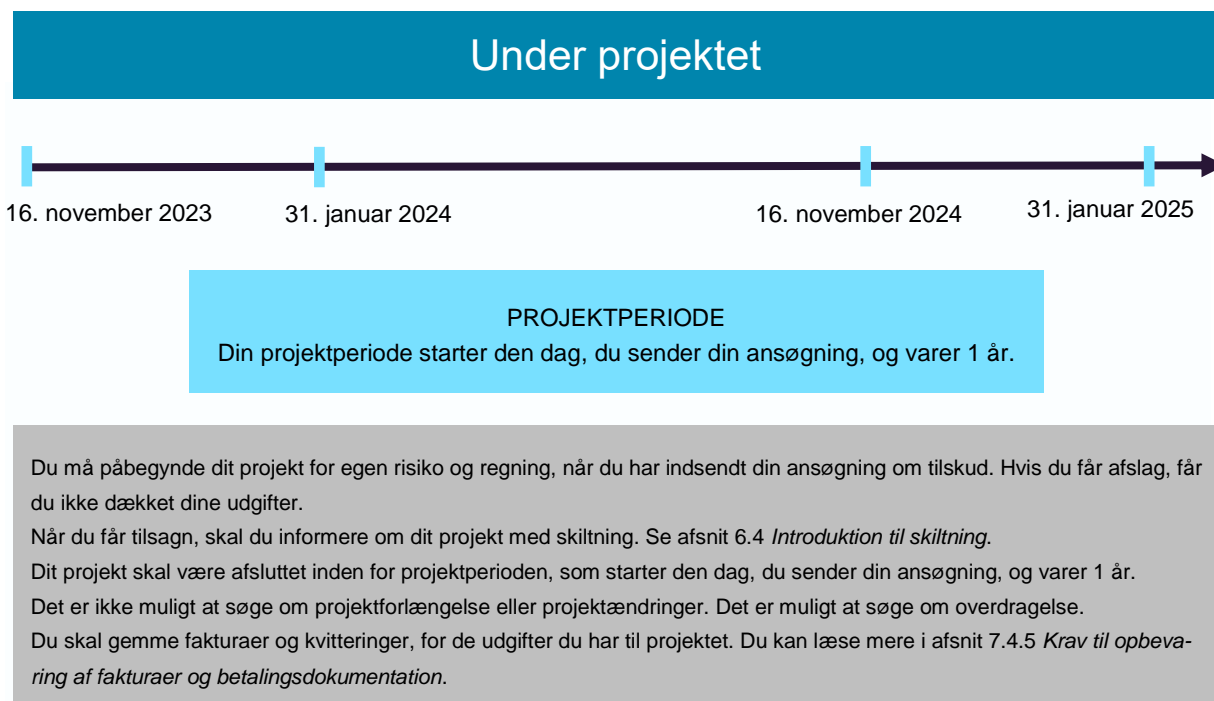 Under projektet
16. november 2023
31. januar 2024
16. november 2024
31. januar 2025
PROJEKTPERIODE
Din projektperiode starter den dag, du sender din ansøgning, og varer 1 år.
Du må påbegynde dit projekt for egen risiko og regning, når du har indsendt din ansøgning om tilskud. Hvis du får afslag, får
du ikke dækket dine udgifter.
Når du får tilsagn, skal du informere om dit projekt med skiltning. Se afsnit 6.4 Introduktion til skiltning.
Dit projekt skal være afsluttet inden for projektperioden, som starter den dag, du sender din ansøgning, og varer 1 år.
Det er ikke muligt at søge om projektforlængelse eller projektændringer. Det er muligt at søge om overdragelse.
Du skal gemme fakturaer og kvitteringer, for de udgifter du har til projektet. Du kan læse mere i afsnit 7.4.5 Krav til opbeva-
ring af fakturaer og betalingsdokumentation.